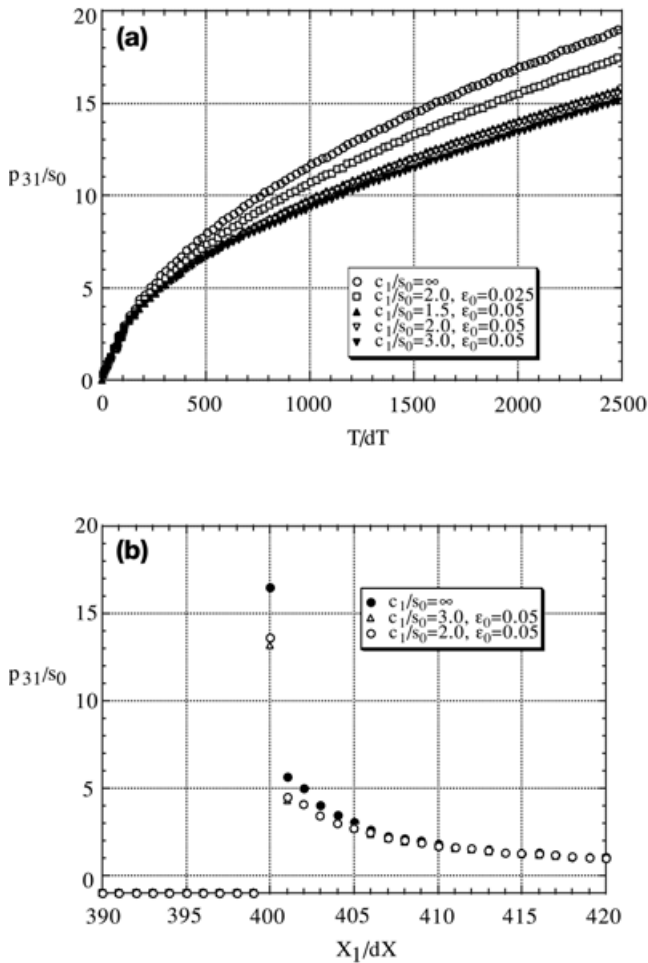 (a)
20
15
10
5
0
p31/s0
c1/s0=∞
c1/s0=2.0, ε0=0.025
c1/s0=1.5, ε0=0.05
c1/s0=2.0, ε0=0.05
c1/s0=3.0, ε0=0.05
0 500 1000 1500 2000 2500
T/dT
(b)
20
15
10
5
0
p31/s0
c1/s0=∞
c1/s0=3.0, ε0=0.05
c1/s0=2.0, ε0=0.05
390 395 400 405 410 415 420
X1/dX